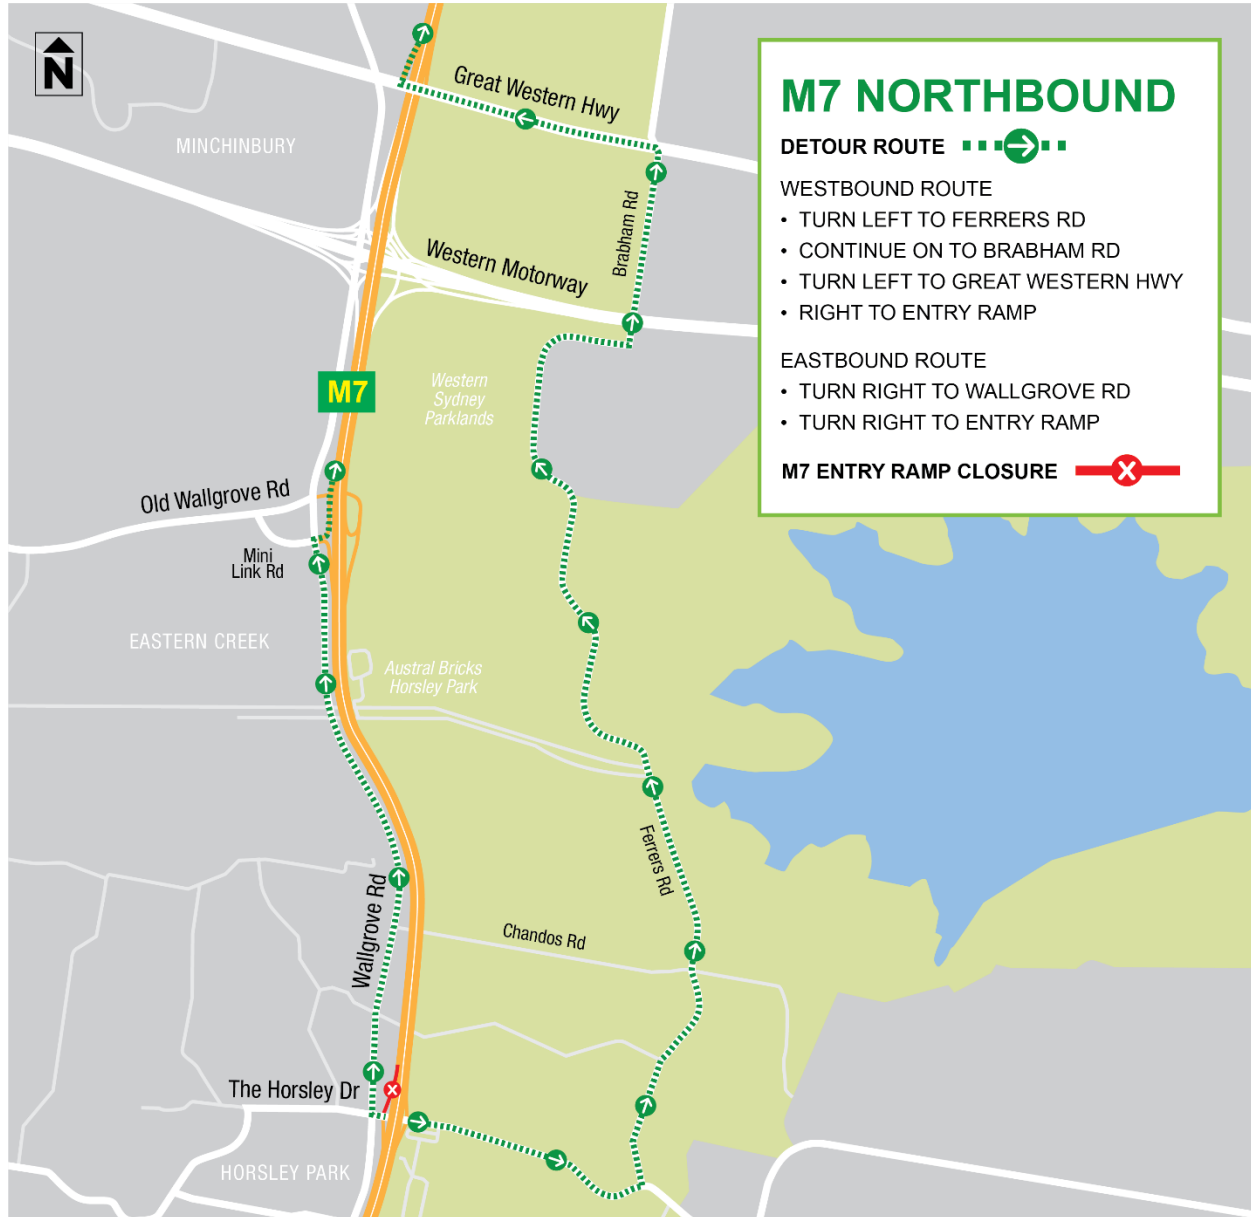 N
Great Western Hwy
MINCHINBURY
Brabham Rd
Western Motorway
M7
Western
Sydney
Parklands
Old Wallgrove Rd
Mini
Link Rd
EASTERN CREEK
Austral Bricks
Horsley Park
Ferrers Rd
Wallgrove Rd
Chandos Rd
The Horsley Dr
HORSLEY PARK
M7 NORTHBOUND
DETOUR ROUTE
WESTBOUND ROUTE
• TURN LEFT TO FERRERS RD
• CONTINUE ON TO BRABHAM RD
• TURN LEFT TO GREAT WESTERN HWY
• RIGHT TO ENTRY RAMP
EASTBOUND ROUTE
• TURN RIGHT TO WALLGROVE RD
• TURN RIGHT TO ENTRY RAMP
M7 ENTRY RAMP CLOSURE